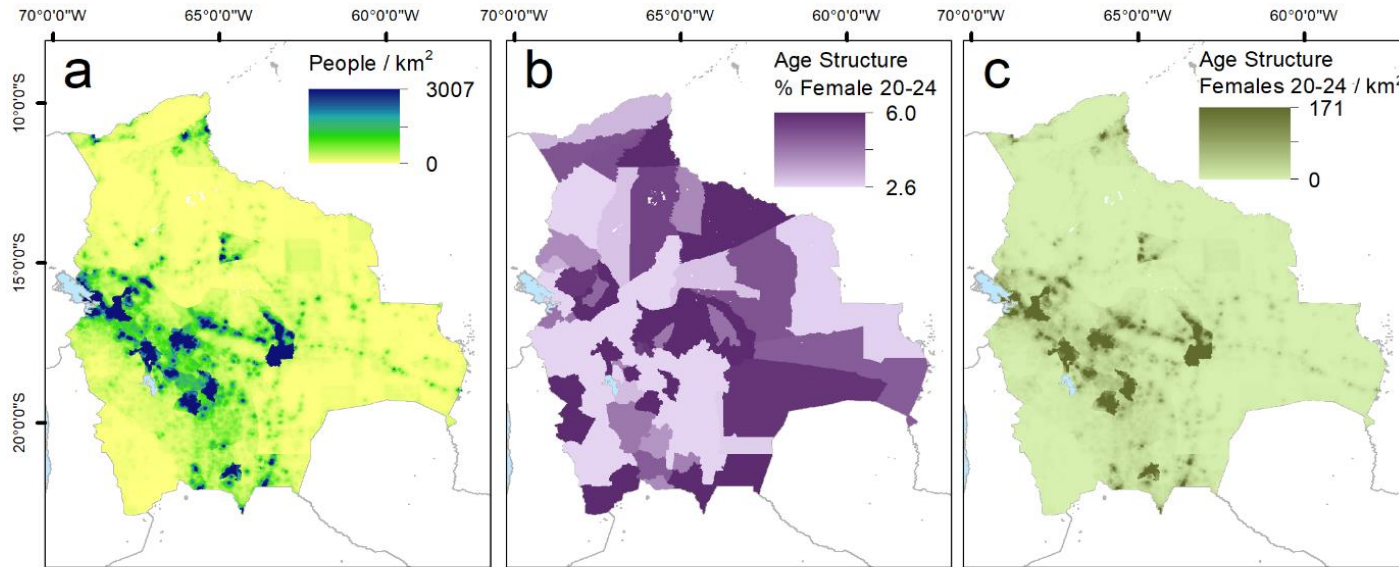 70°0'0"W 65°0'0"W 60°0'0"W
70°0'0"W 65°0'0"W 60°0'0"W
70°0'0"W 65°0'0"W 60°0'0"W
10°0'0"S
15°0'0"S
20°0'0"S
a
People / km²
3007
0
b
Age Structure
% Female 20-24
6.0
2.6
c
Age Structure
Females 20-24 / km²
171
0